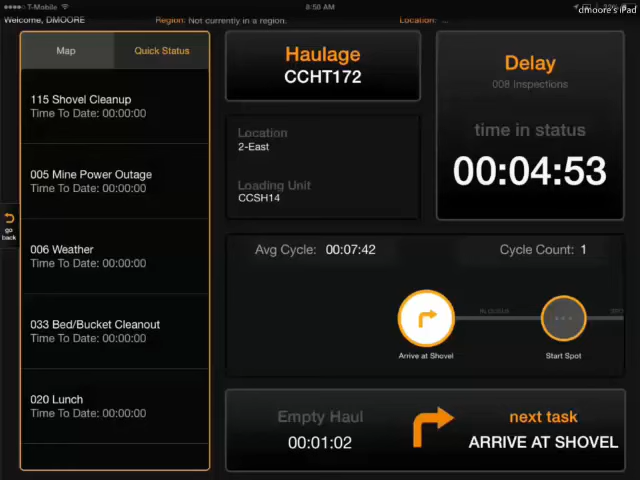 T-Mobile
8:50 AM
dmoore's iPad
Welcome, DMOORE
Region: Not currently in a region.
Location: ...
Map
Quick Status
115 Shovel Cleanup
Time To Date: 00:00:00
005 Mine Power Outage
Time To Date: 00:00:00
006 Weather
Time To Date: 00:00:00
033 Bed/Bucket Cleanout
Time To Date: 00:00:00
020 Lunch
Time To Date: 00:00:00
go
back
Haulage
CCHT172
Location
2-East
Loading Unit
CCSH14
Delay
008 Inspections
time in status
00:04:53
Avg Cycle: 00:07:42
Cycle Count: 1
Arrive at Shovel
Start Spot
Empty Haul
00:01:02
next task
ARRIVE AT SHOVEL